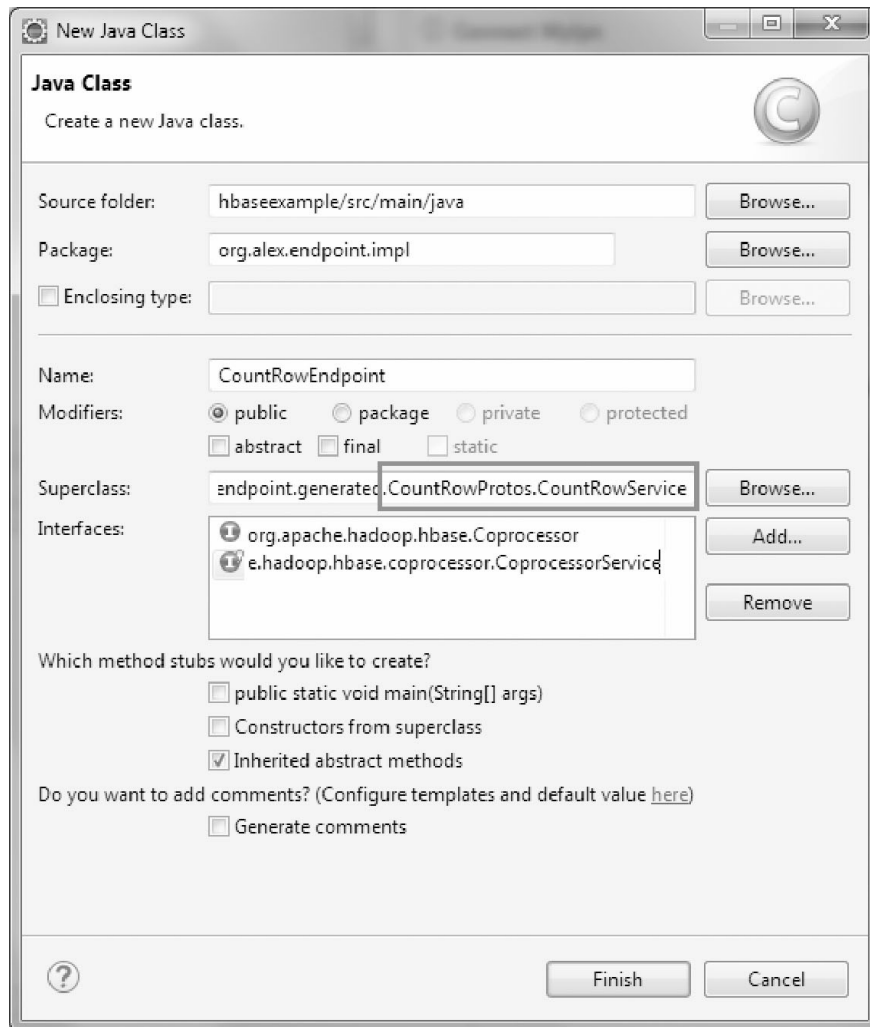 New Java Class
Java Class
Create a new Java class.
Source folder: hbaseexample/src/main/java Browse...
Package: org.alex.endpoint.impl Browse...
Enclosing type: Browse...
Name: CountRowEndpoint
Modifiers: public package private protected
abstract final static
Superclass: endpoint.generated.CountRowProtos.CountRowService Browse...
Interfaces: org.apache.hadoop.hbase.Coprocessor Add...
e.hadoop.hbase.coprocessor.CoprocessorService
Remove
Which method stubs would you like to create?
public static void main(String[] args)
Constructors from superclass
Inherited abstract methods
Do you want to add comments? (Configure templates and default value here)
Generate comments
? Finish Cancel